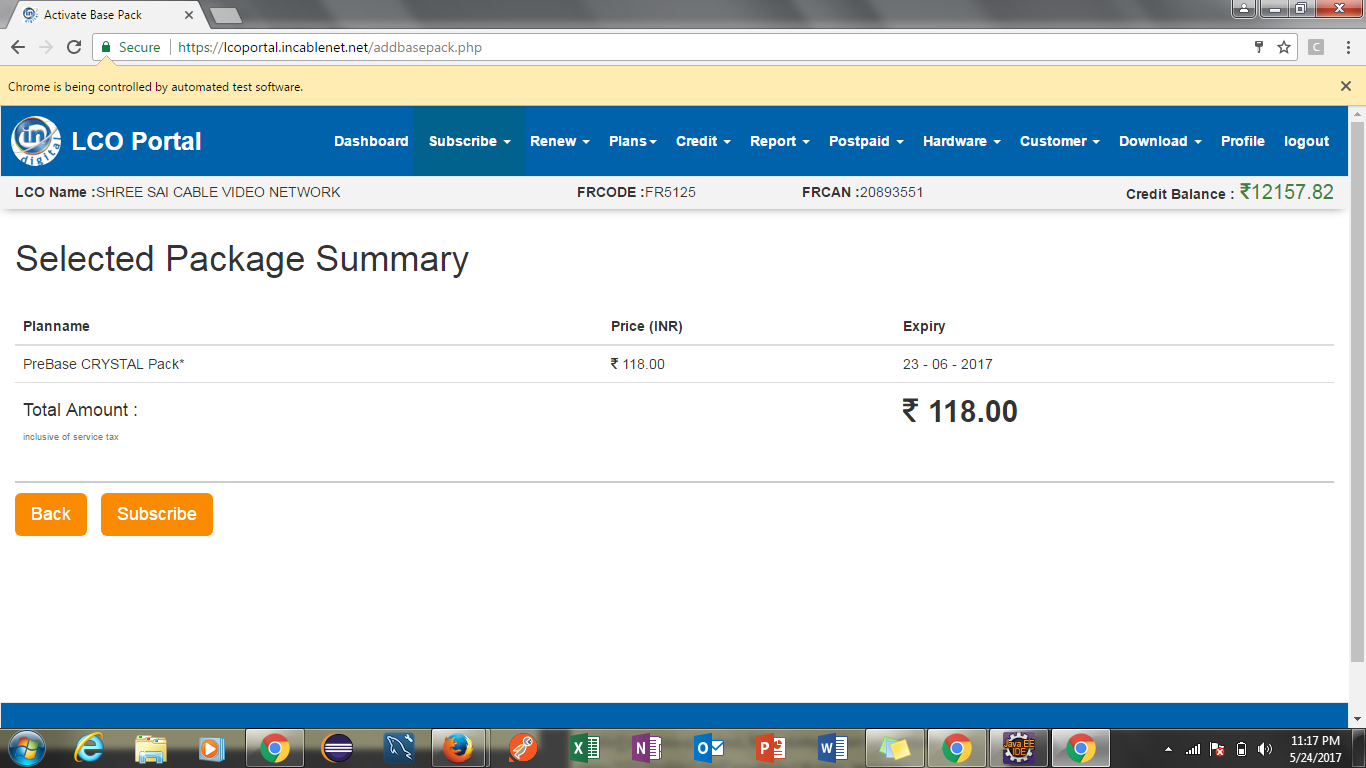 Activate Base Pack
Secure https://lcoportal.incablenet.net/addbasepack.php
C
Chrome is being controlled by automated test software.
in digital LCO Portal Dashboard Subscribe Renew Plans Credit Report Postpaid Hardware Customer Download Profile logout
LCO Name :SHREE SAI CABLE VIDEO NETWORK FRCODE :FR5125 FRCAN :20893551 Credit Balance : ₹12157.82
Selected Package Summary
Planname Price (INR) Expiry
PreBase CRYSTAL Pack* ₹ 118.00 23 - 06 - 2017
Total Amount : ₹ 118.00
inclusive of service tax
Back Subscribe
Java EE IDE
11:17 PM
5/24/2017